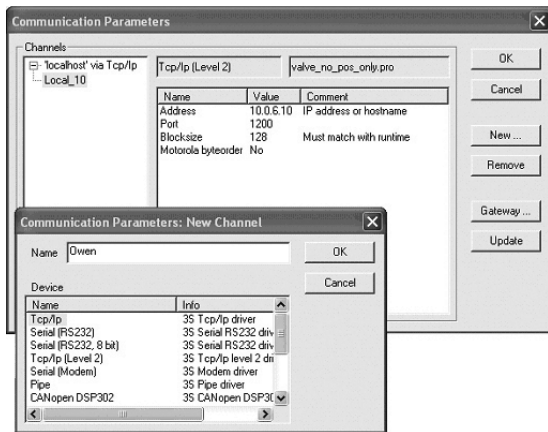 Communication Parameters
Channels
'localhost' via Tcp/Ip
Local_10
Tcp/Ip (Level 2) valve_no_pos_only.pro
Name Value Comment
Address 10.0.6.10 IP address or hostname
Port 1200
Blocksize 128 Must match with runtime
Motorola byteorder No
OK
Cancel
New ...
Remove
Gateway ...
Update
Communication Parameters: New Channel
Name Owen
OK
Cancel
Device
Name Info
Tcp/Ip 3S Tcp/Ip driver
Serial (RS232) 3S Serial RS232 driv
Serial (RS232, 8 bit) 3S Serial RS232 driv
Tcp/Ip (Level 2) 3S Tcp/Ip level 2 dri
Serial (Modem) 3S Modem driver
Pipe 3S Pipe driver
CANopen DSP302 3S CANopen DSP3